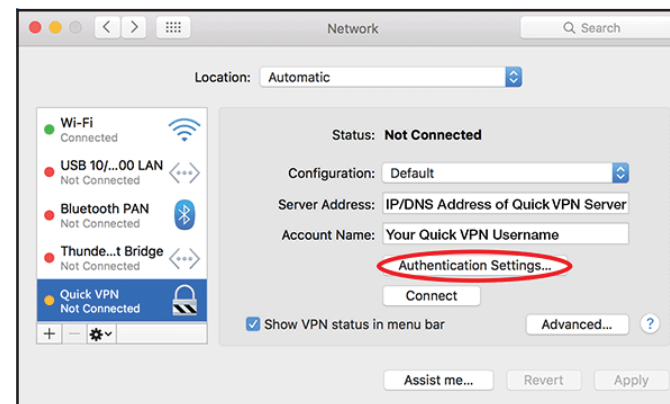 Network
Search
Location: Automatic
Wi-Fi
Connected
USB 10/...00 LAN
Not Connected
Bluetooth PAN
Not Connected
Thunde...t Bridge
Not Connected
Quick VPN
Not Connected
Status: Not Connected
Configuration: Default
Server Address: IP/DNS Address of Quick VPN Server
Account Name: Your Quick VPN Username
Authentication Settings...
Connect
Show VPN status in menu bar
Advanced... ?
Assist me... Revert Apply